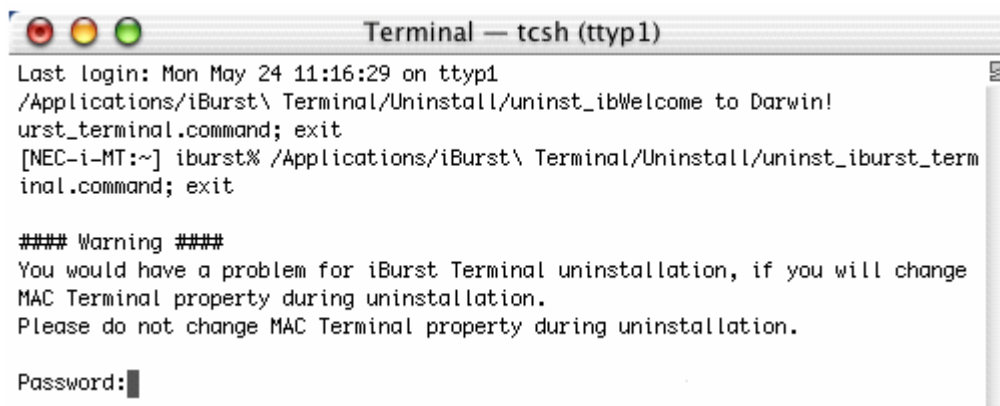 Terminal — tcsh (ttyp1)
Last login: Mon May 24 11:16:29 on ttyp1
/Applications/iBurst\ Terminal/Uninstall/uninst_ibWelcome to Darwin!
urst_terminal.command; exit
[NEC-i-MT:~] iburst% /Applications/iBurst\ Terminal/Uninstall/uninst_iburst_term
inal.command; exit
#### Warning ####
You would have a problem for iBurst Terminal uninstallation, if you will change
MAC Terminal property during uninstallation.
Please do not change MAC Terminal property during uninstallation.
Password: